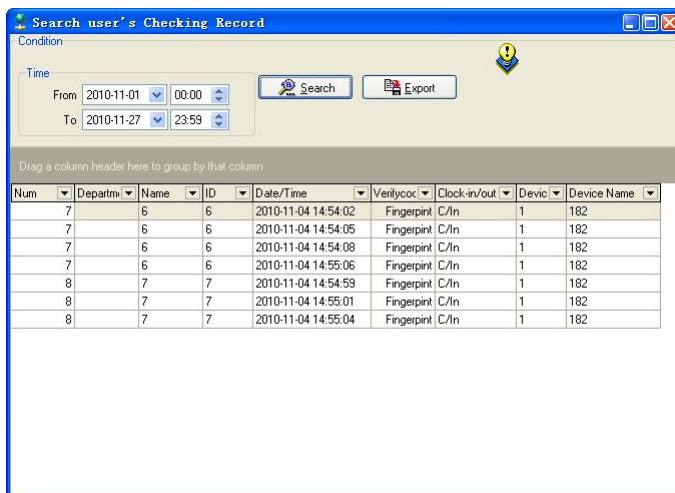 Search user's Checking Record
Condition
Time
From 2010-11-01 00:00 Search Export
To 2010-11-27 23:59
Drag a column header here to group by that column
Num Departm Name ID Date/Time Verifycoc Clock-in/out Devic Device Name
7 6 6 2010-11-04 14:54:02 Fingerpint C/In 1 182
7 6 6 2010-11-04 14:54:05 Fingerpint C/In 1 182
7 6 6 2010-11-04 14:54:08 Fingerpint C/In 1 182
7 6 6 2010-11-04 14:55:06 Fingerpint C/In 1 182
8 7 7 2010-11-04 14:54:59 Fingerpint C/In 1 182
8 7 7 2010-11-04 14:55:01 Fingerpint C/In 1 182
8 7 7 2010-11-04 14:55:04 Fingerpint C/In 1 182